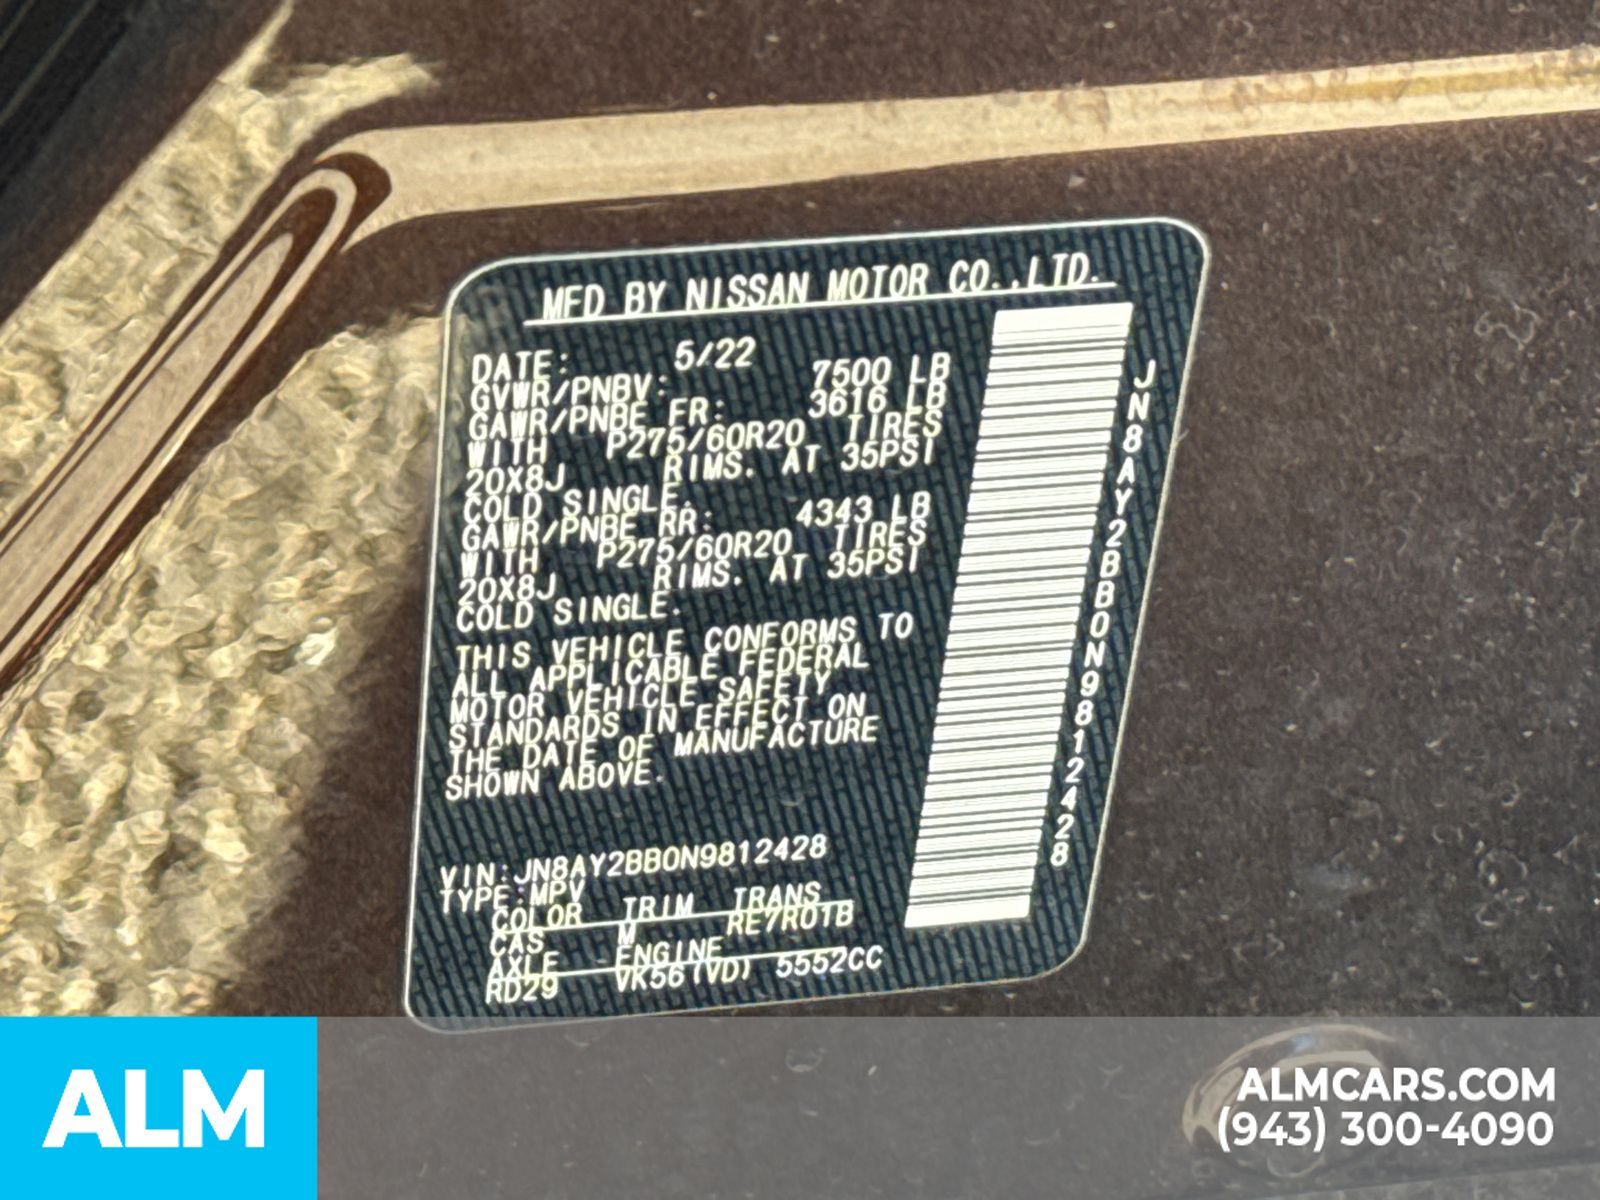 MFD BY NISSAN MOTOR CO.,LTD.
DATE: 5/22
GVWR/PNBV: 7500 LB
GAWR/PNBE FR: 3616 LB
WITH P275/60R20 TIRES
20X8J RIMS. AT 35PSI
COLD SINGLE.
GAWR/PNBE RR: 4343 LB
WITH P275/60R20 TIRES
20X8J RIMS. AT 35PSI
COLD SINGLE.
THIS VEHICLE CONFORMS TO
ALL APPLICABLE FEDERAL
MOTOR VEHICLE SAFETY
STANDARDS IN EFFECT ON
THE DATE OF MANUFACTURE
SHOWN ABOVE.
VIN:JN8AY2BB0N9812428
TYPE:MPV
COLOR TRIM TRANS
CAS M RE7R01B
AXLE ENGINE
RD29 VK56(VD) 5552CC
JN8AY2BB0N9812428
ALM
ALMCARS.COM
(943) 300-4090